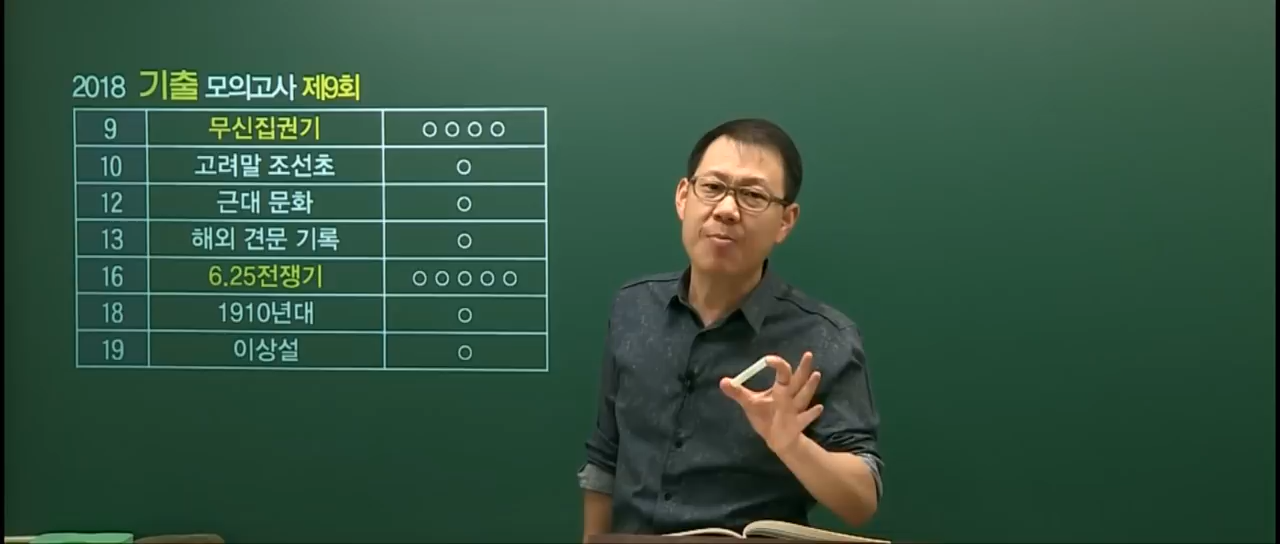 2018 기출 모의고사 제9회
9 무신집권기 ○○○○
10 고려말 조선초 ○
12 근대 문화 ○
13 해외 견문 기록 ○
16 6.25전쟁기 ○○○○○
18 1910년대 ○
19 이상설 ○